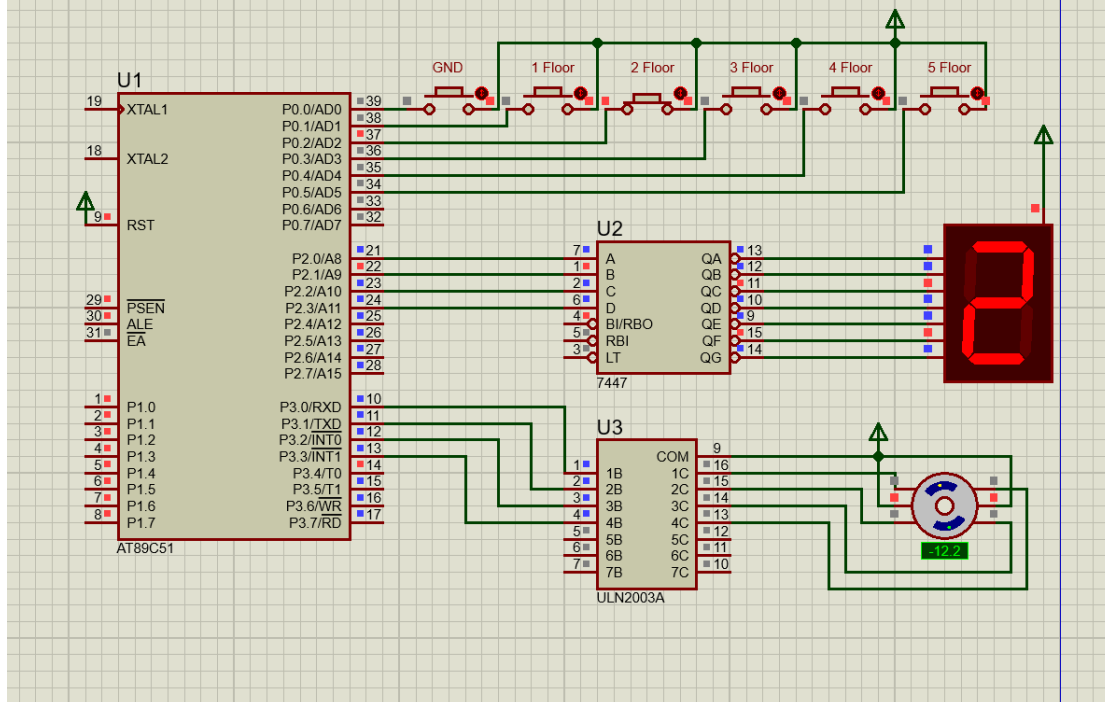 GND 1 Floor 2 Floor 3 Floor 4 Floor 5 Floor
U1
19 XTAL1 P0.0/AD0 39
P0.1/AD1 38
P0.2/AD2 37
18 XTAL2 P0.3/AD3 36
P0.4/AD4 35
P0.5/AD5 34
P0.6/AD6 33
9 RST P0.7/AD7 32
P2.0/A8 21
P2.1/A9 22
P2.2/A10 23
29 PSEN P2.3/A11 24
30 ALE P2.4/A12 25
31 EA P2.5/A13 26
P2.6/A14 27
P2.7/A15 28
1 P1.0 P3.0/RXD 10
2 P1.1 P3.1/TXD 11
3 P1.2 P3.2/INT0 12
4 P1.3 P3.3/INT1 13
5 P1.4 P3.4/T0 14
6 P1.5 P3.5/T1 15
7 P1.6 P3.6/WR 16
8 P1.7 P3.7/RD 17
AT89C51
U2
7 A QA 13
1 B QB 12
2 C QC 11
6 D QD 10
4 BI/RBO QE 9
5 RBI QF 15
3 LT QG 14
7447
2
U3
COM 9
1 1B 1C 16
2 2B 2C 15
3 3B 3C 14
4 4B 4C 13
5 5B 5C 12
6 6B 6C 11
7 7B 7C 10
ULN2003A
-12.2